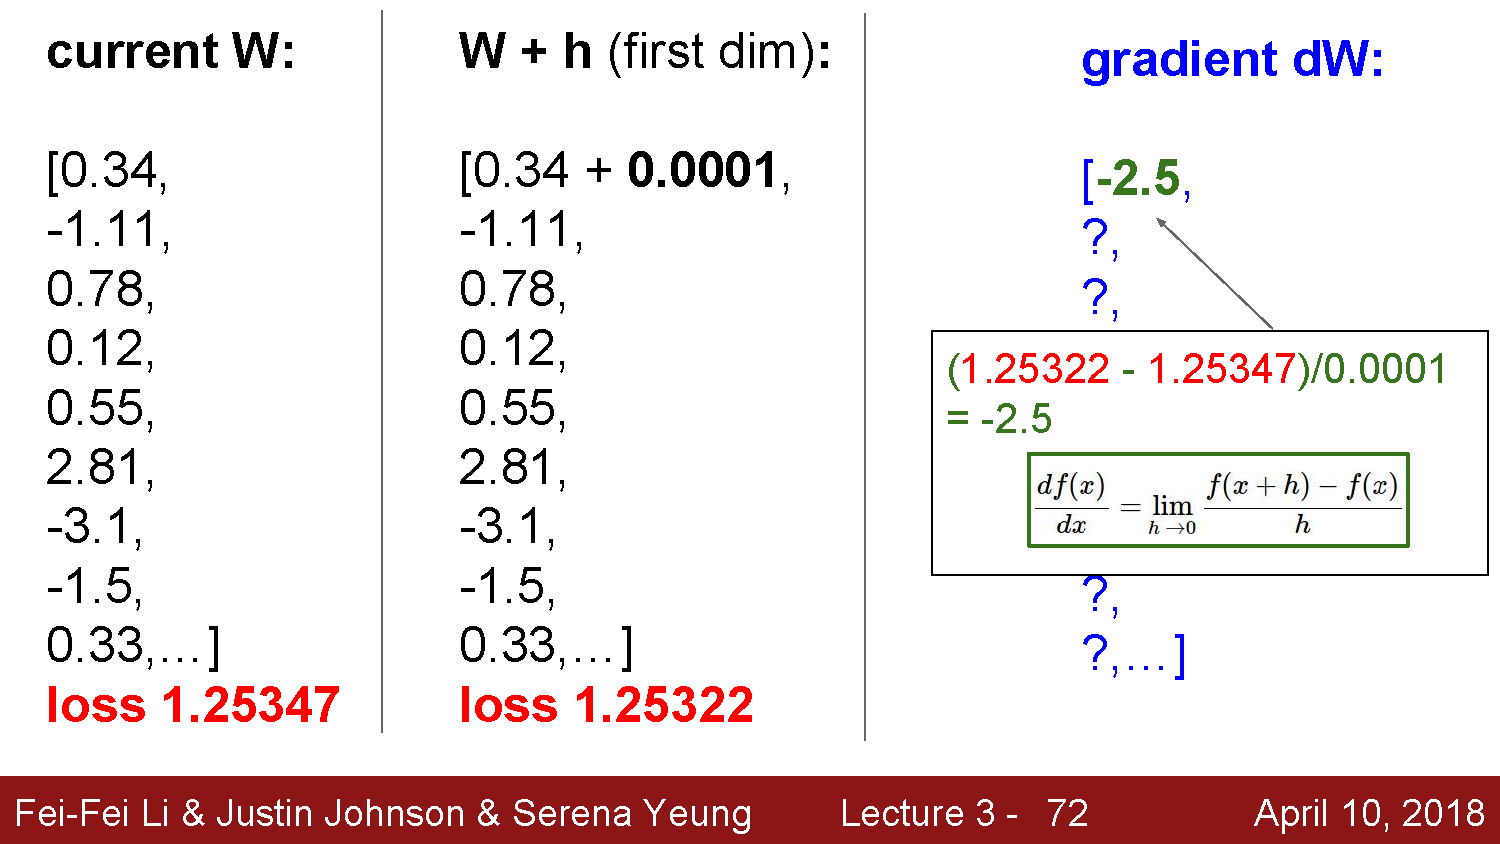 current W:
[0.34,
-1.11,
0.78,
0.12,
0.55,
2.81,
-3.1,
-1.5,
0.33,…]
loss 1.25347
W + h (first dim):
[0.34 + 0.0001,
-1.11,
0.78,
0.12,
0.55,
2.81,
-3.1,
-1.5,
0.33,…]
loss 1.25322
gradient dW:
[-2.5,
?,
?,
(1.25322 - 1.25347)/0.0001
= -2.5
df(x)/dx = lim h→0 f(x + h) − f(x)/h
?,
?,…]
Fei-Fei Li & Justin Johnson & Serena Yeung Lecture 3 - 72 April 10, 2018